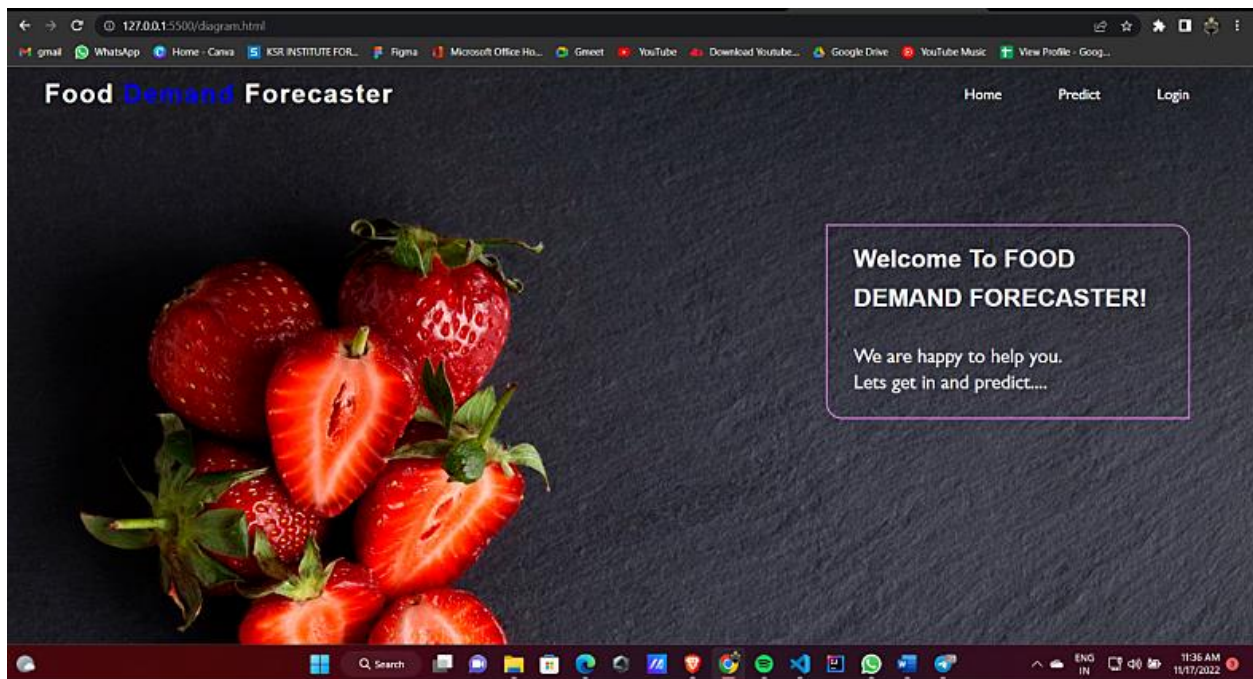 127.0.0.1:5500/diagram.html
gmail WhatsApp Home - Canva KSR INSTITUTE FOR... Figma Microsoft Office Ho... Gmeet YouTube Download Youtube... Google Drive YouTube Music View Profile - Goog...
Food Demand Forecaster Home Predict Login
Welcome To FOOD
DEMAND FORECASTER!
We are happy to help you.
Lets get in and predict....
Search ENG 11:36 AM
IN 11/17/2022